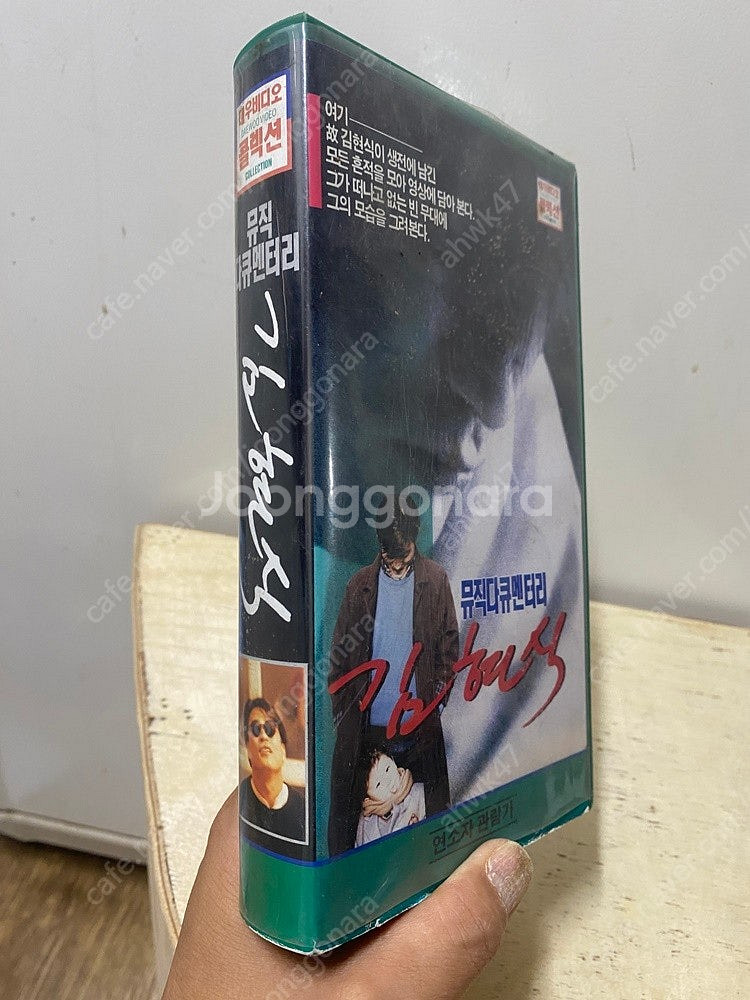 대우비디오
DAEWOO VIDEO
콜렉션
COLLECTION
뮤직
다큐멘터리
김현식
여기
故 김현식이 생전에 남긴
모든 흔적을 모아 영상에 담아 본다.
그가 떠나고 없는 빈 무대에
그의 모습을 그려본다.
대우비디오
콜렉션
뮤직다큐멘터리
김현식
연소자 관람가
Joonggonara
cafe.naver.com/joonggonara
ahwk47